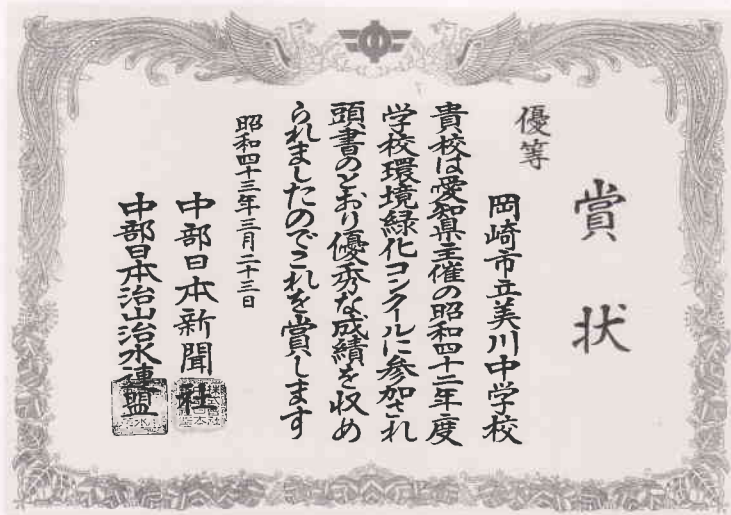 賞状
優等
岡崎市立美川中学校
貴校は愛知県主催の昭和四十二年度
学校環境緑化コンクールに参加され
頭書のとおり優秀な成績を収め
られましたのでこれを賞します
昭和四十三年三月二十三日
中部日本新聞社
中部日本治山治水連盟